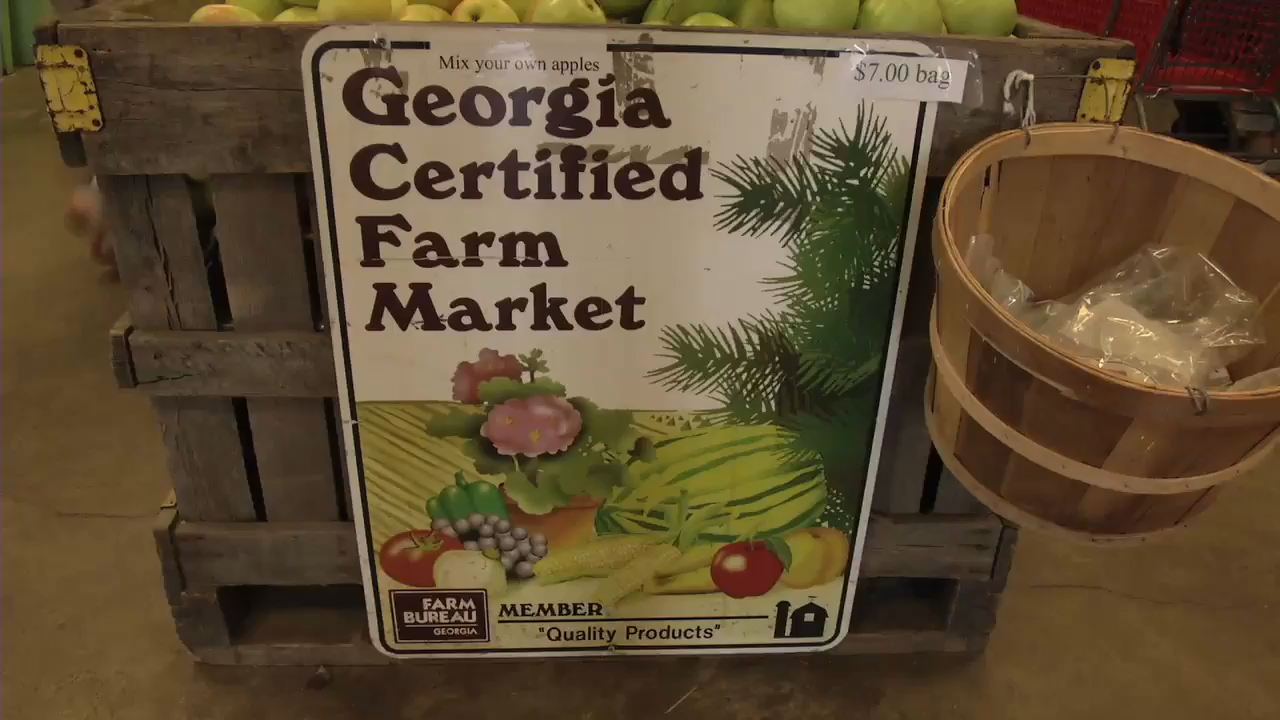 Mix your own apples
$7.00 bag
Georgia
Certified
Farm
Market
FARM
BUREAU
GEORGIA
MEMBER
"Quality Products"